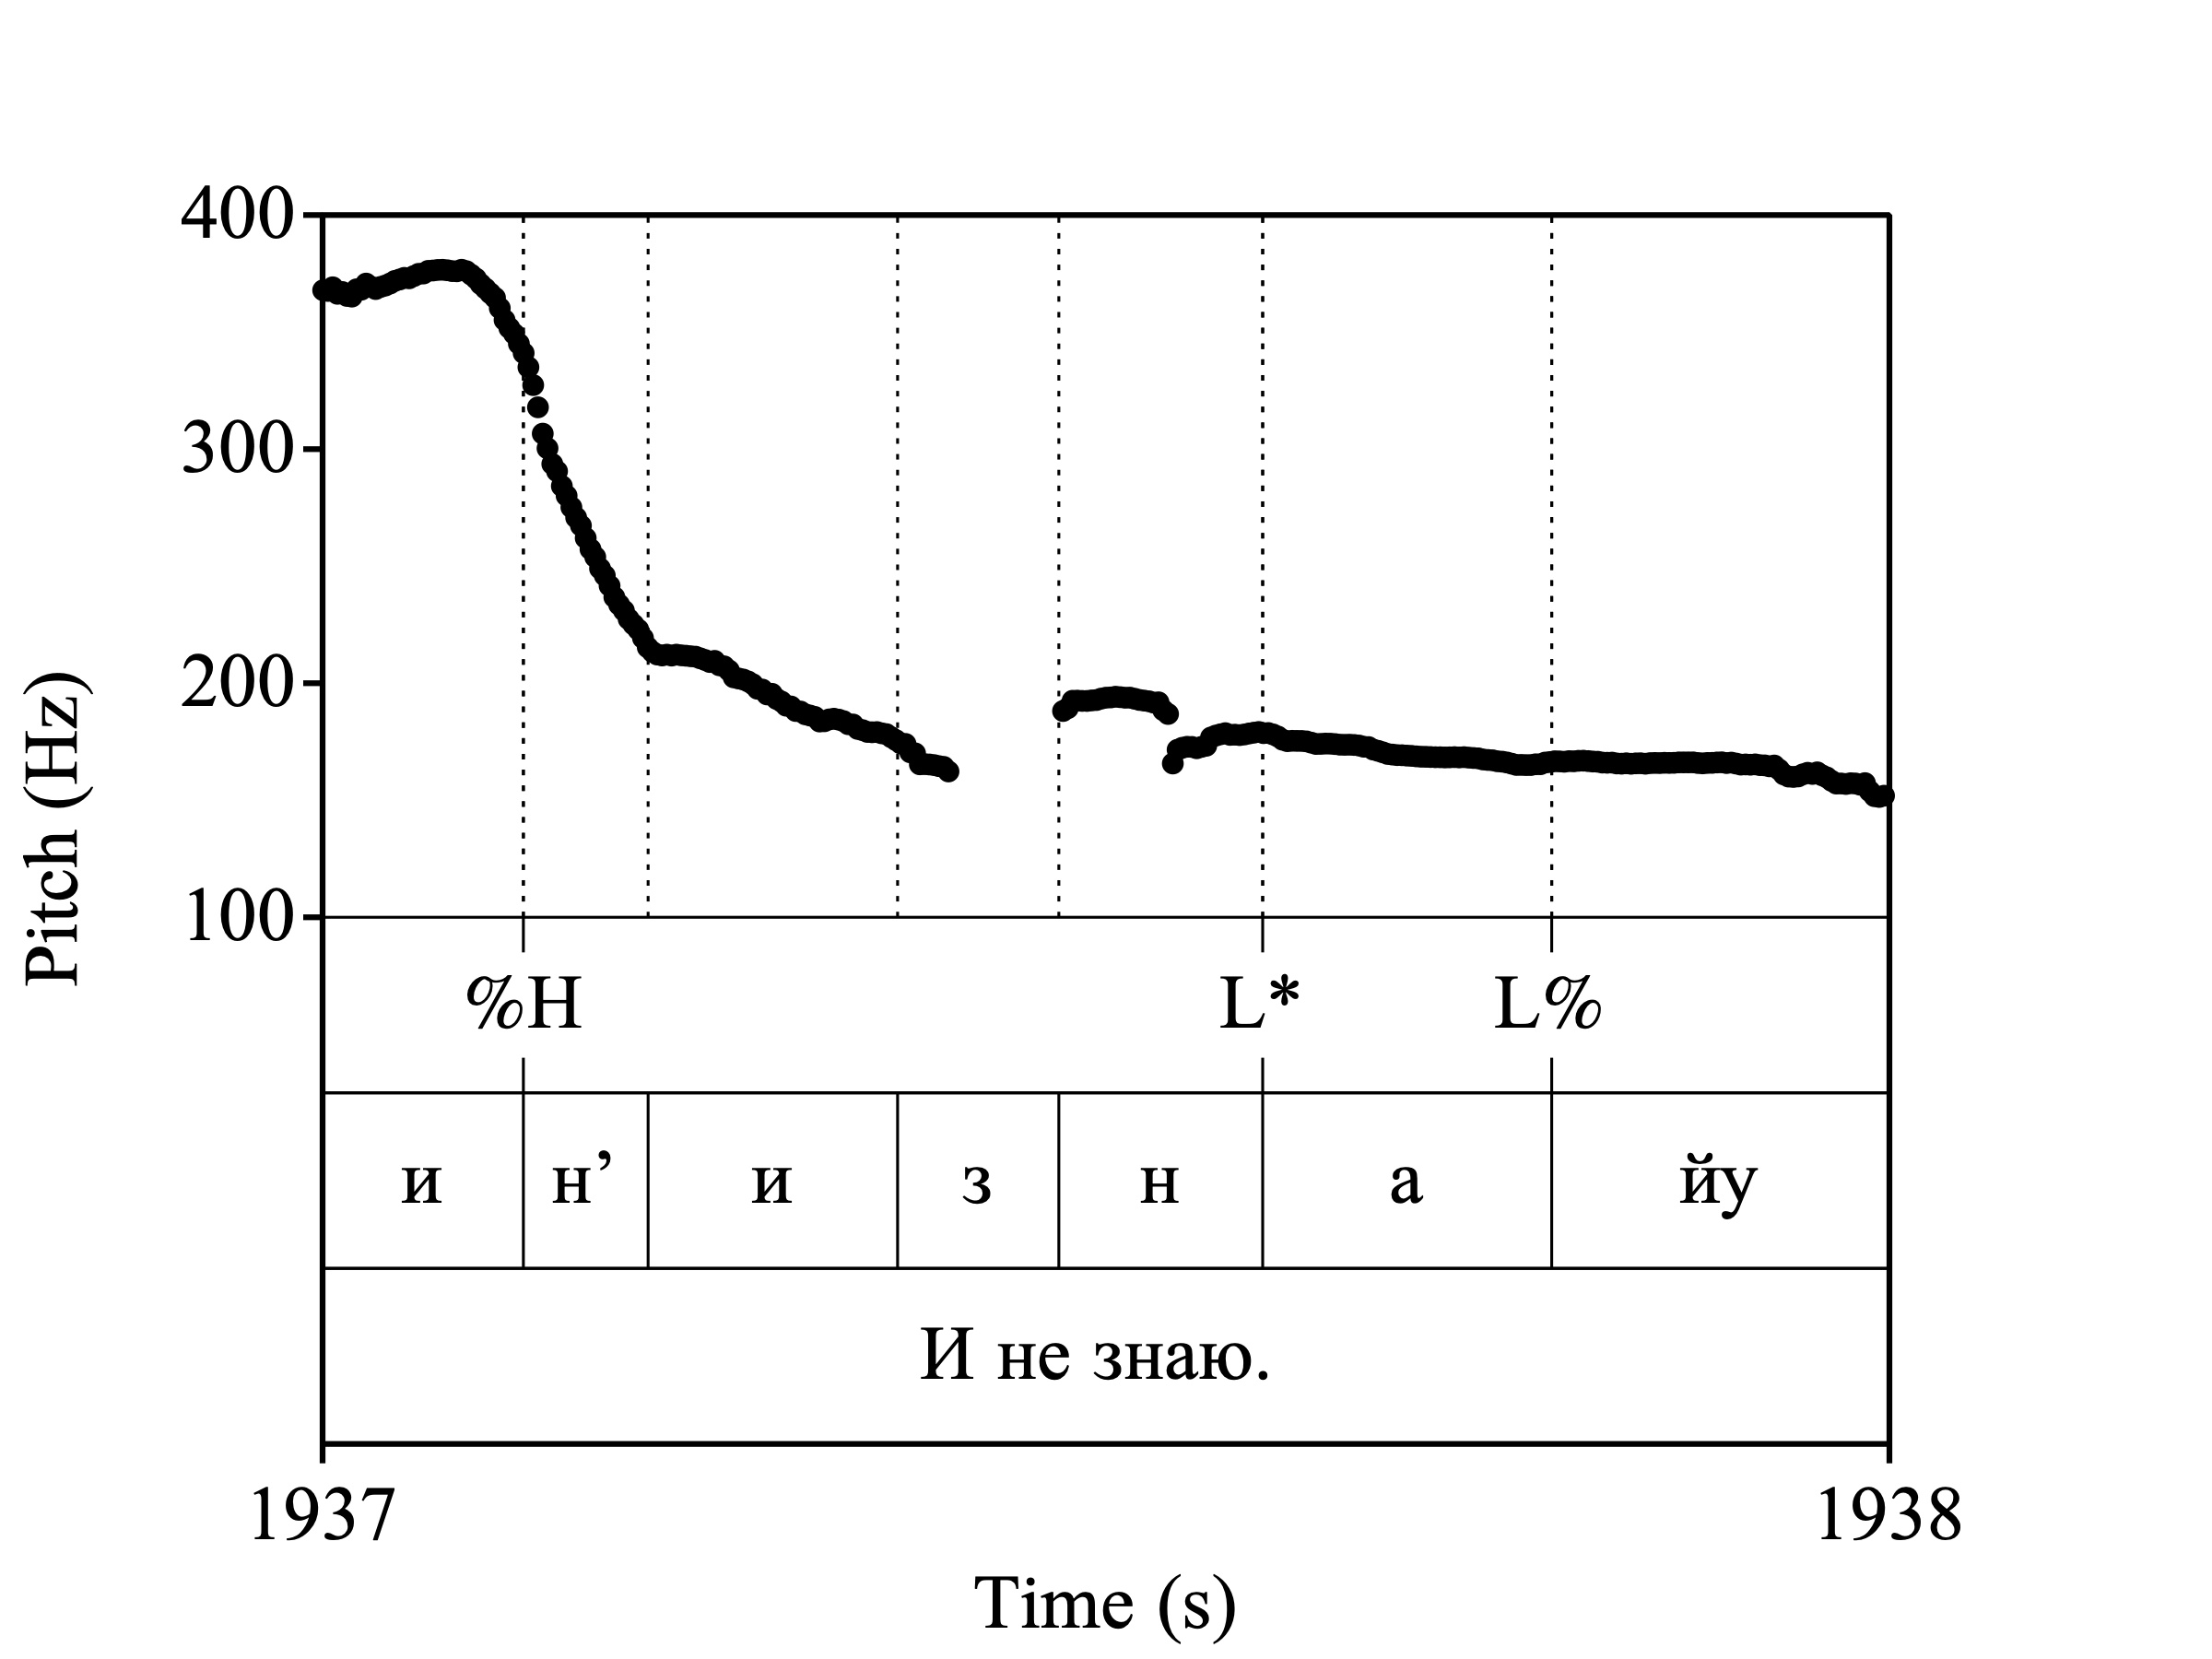 400
300
200
100
Pitch (Hz)
%H L* L%
и н’ и з н а йу
И не знаю.
1937 1938
Time (s)